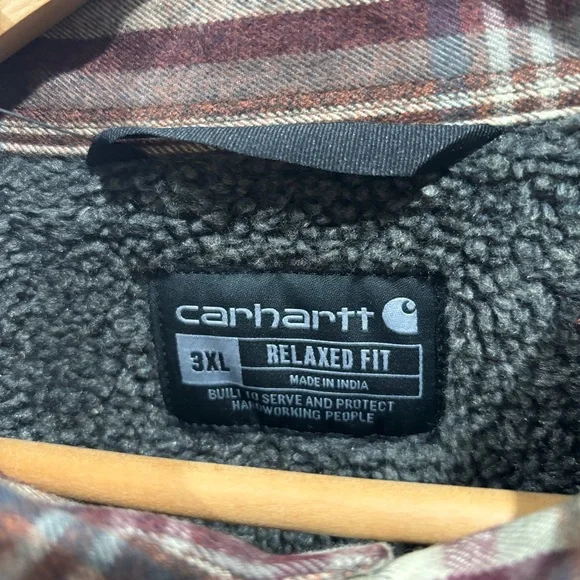 carhartt
3XL RELAXED FIT
MADE IN INDIA
BUILT TO SERVE AND PROTECT
HARDWORKING PEOPLE